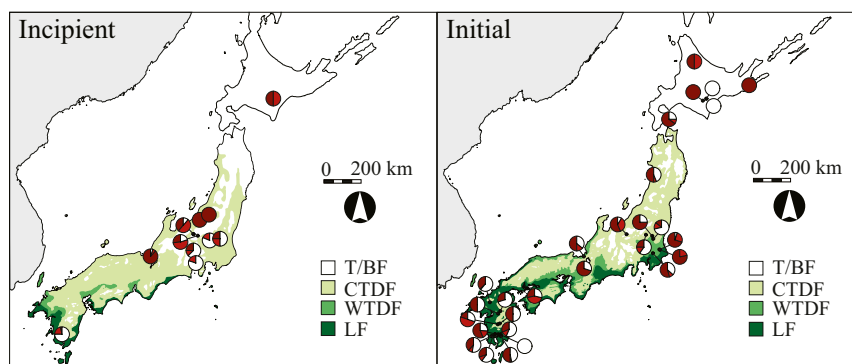 Incipient
0 200 km
T/BF
CTDF
WTDF
LF
Initial
0 200 km
T/BF
CTDF
WTDF
LF